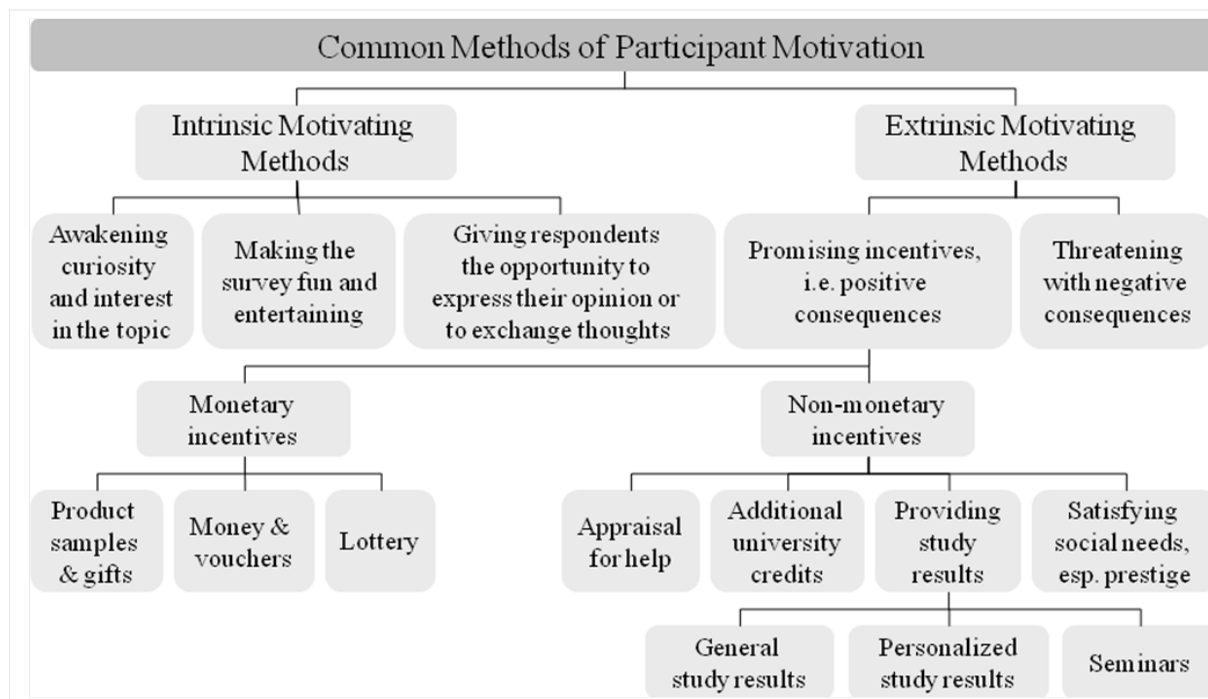 Common Methods of Participant Motivation
Intrinsic Motivating
Methods
Extrinsic Motivating
Methods
Awakening
curiosity
and interest
in the topic
Making the
survey fun and
entertaining
Giving respondents
the opportunity to
express their opinion or
to exchange thoughts
Promising incentives,
i.e. positive
consequences
Threatening
with negative
consequences
Monetary
incentives
Non-monetary
incentives
Product
samples
& gifts
Money &
vouchers
Lottery
Appraisal
for help
Additional
university
credits
Providing
study
results
Satisfying
social needs,
esp. prestige
General
study results
Personalized
study results
Seminars